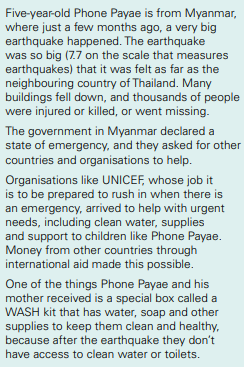 Five-year-old Phone Payae is from Myanmar,
where just a few months ago, a very big
earthquake happened. The earthquake
was so big (7.7 on the scale that measures
earthquakes) that it was felt as far as the
neighbouring country of Thailand. Many
buildings fell down, and thousands of people
were injured or killed, or went missing.
The government in Myanmar declared a
state of emergency, and they asked for other
countries and organisations to help.
Organisations like UNICEF, whose job it
is to be prepared to rush in when there is
an emergency, arrived to help with urgent
needs, including clean water, supplies
and support to children like Phone Payae.
Money from other countries through
international aid made this possible.
One of the things Phone Payae and his
mother received is a special box called a
WASH kit that has water, soap and other
supplies to keep them clean and healthy,
because after the earthquake they don't
have access to clean water or toilets.